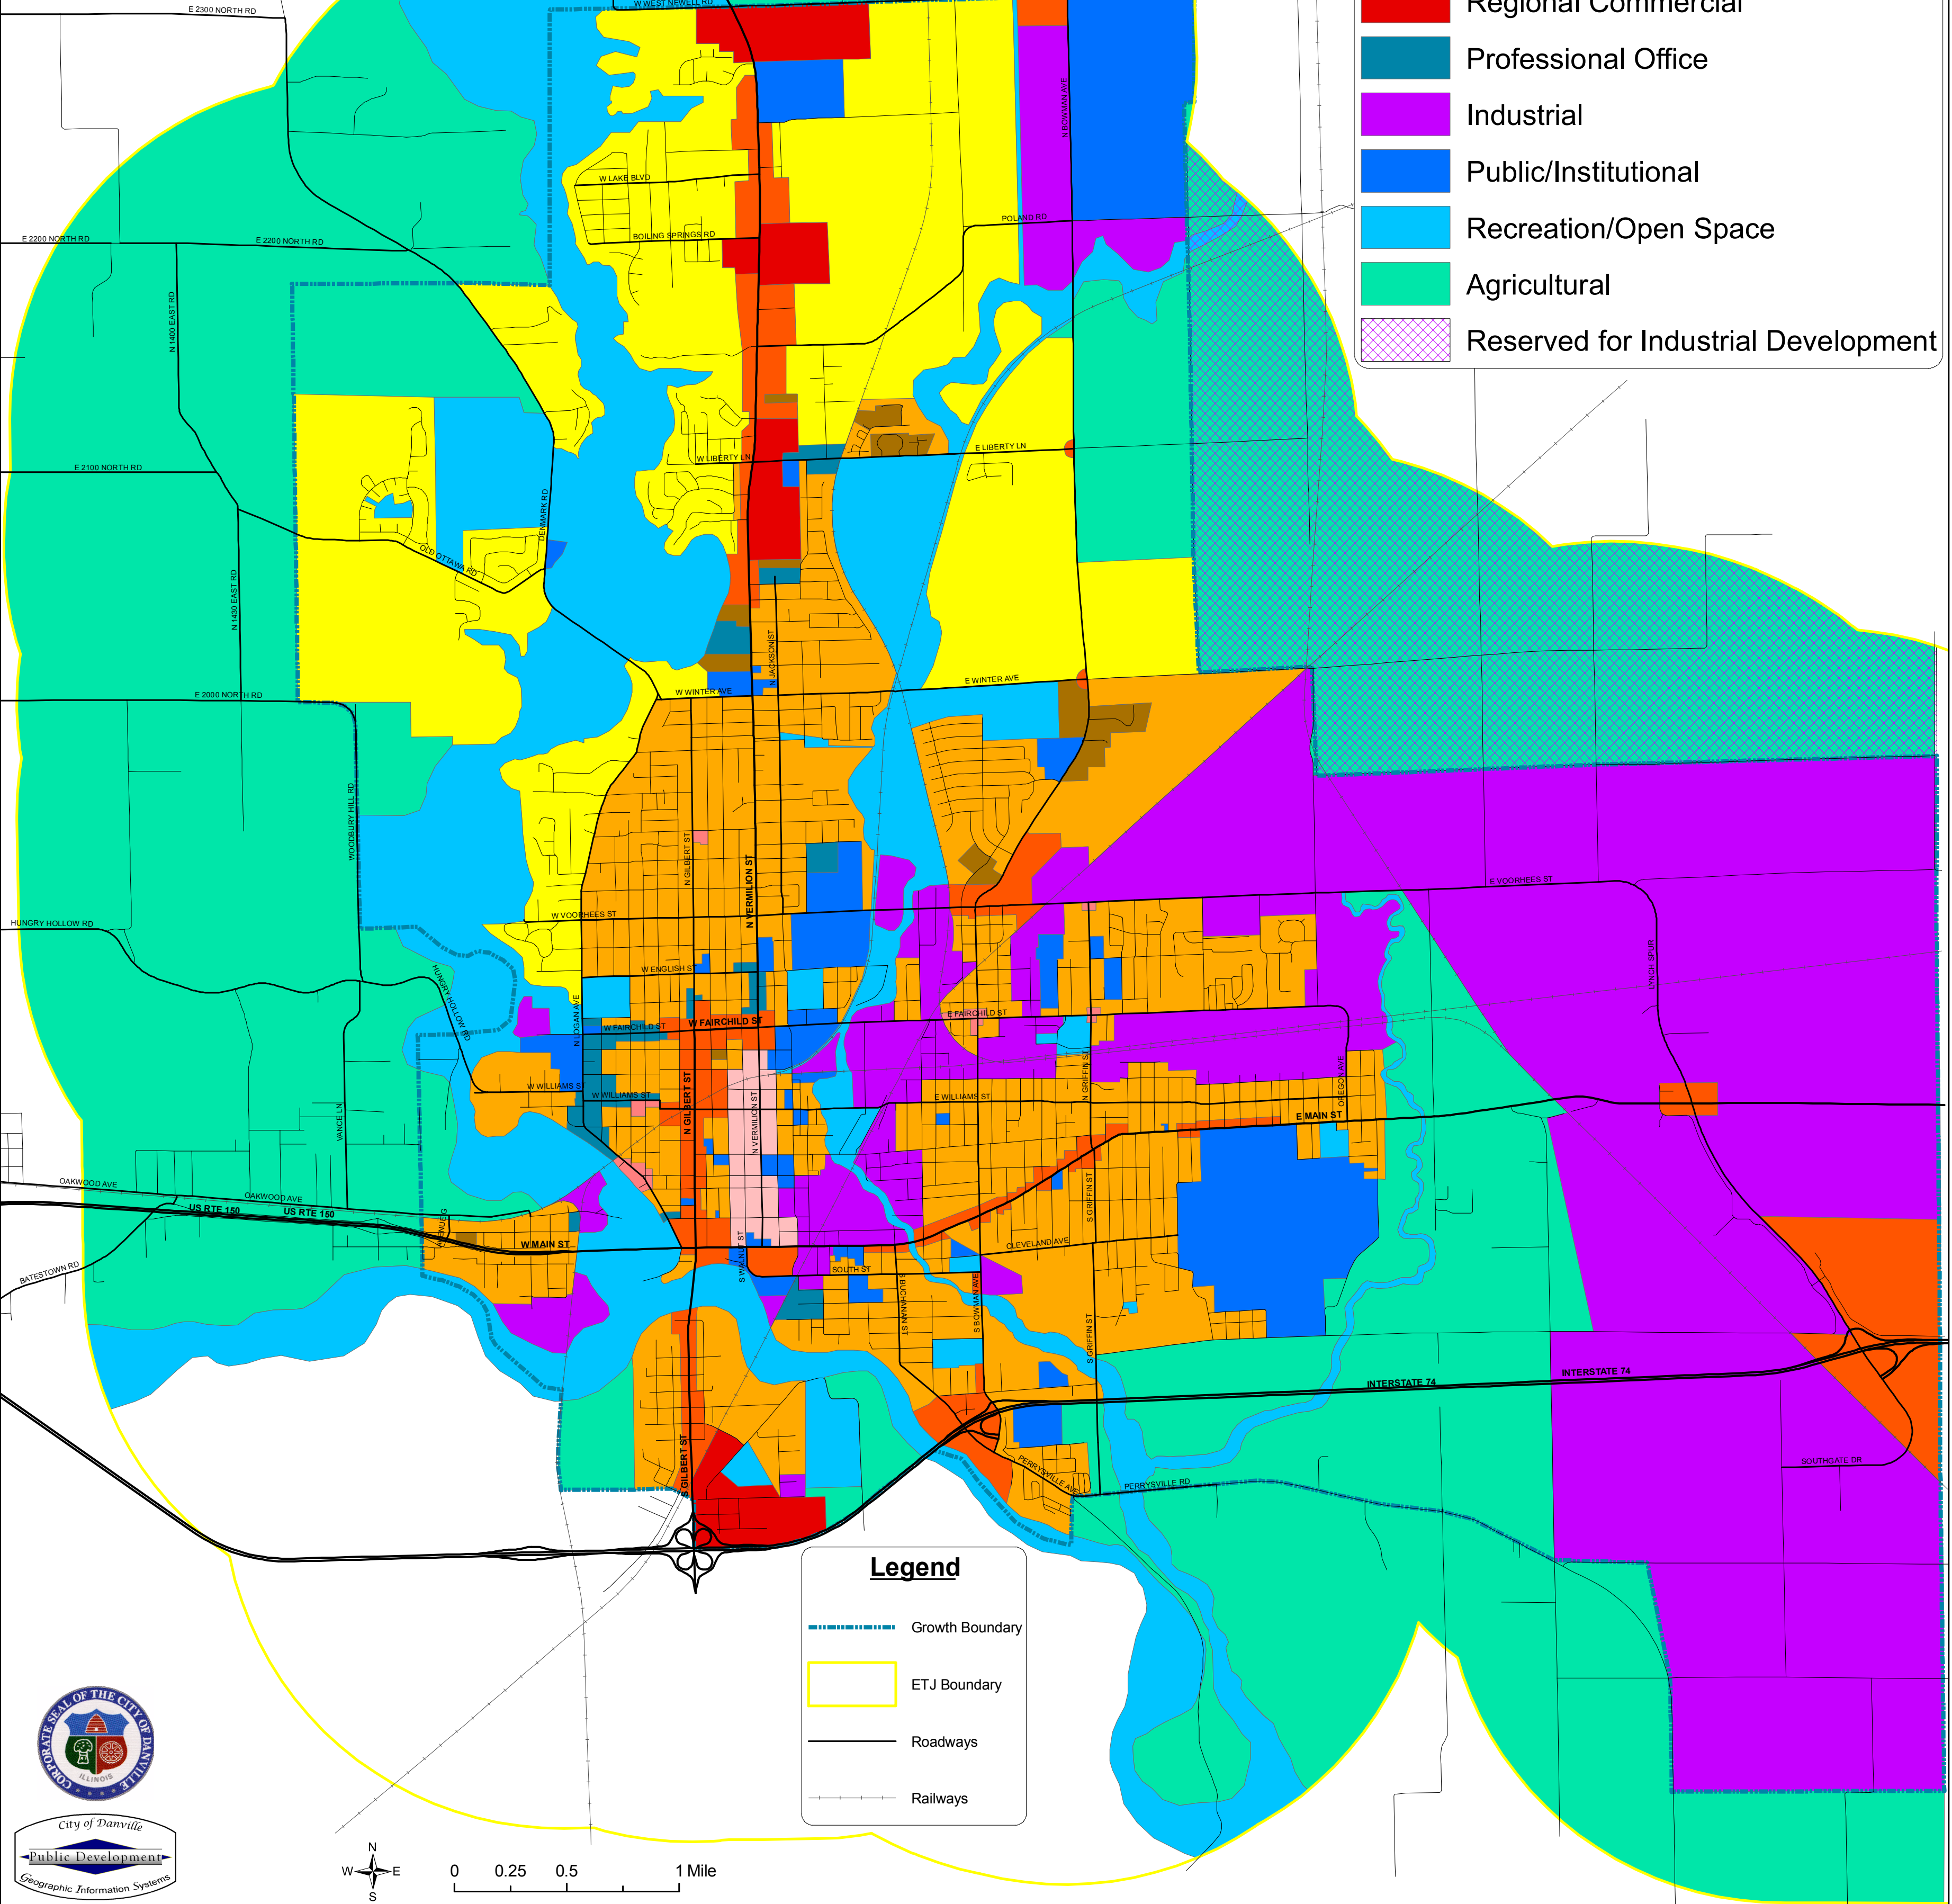 E 2300 NORTH RD
W WEST NEWELL RD
Regional Commercial
Professional Office
Industrial
Public/Institutional
Recreation/Open Space
Agricultural
Reserved for Industrial Development
N BOWMAN AVE
W LAKE BLVD
POLAND RD
BOILING SPRINGS RD
E 2200 NORTH RD
E 2200 NORTH RD
N 1400 EAST RD
E LIBERTY LN
W LIBERTY LN
E 2100 NORTH RD
DENMARK RD
OLD OTTAWA RD
N 1430 EAST RD
N JACKSON ST
E WINTER AVE
W WINTER AVE
E 2000 NORTH RD
WOODBURY HILL RD
N GILBERT ST
N VERMILION ST
E VOORHEES ST
W VOORHEES ST
HUNGRY HOLLOW RD
HUNGRY HOLLOW RD
W ENGLISH ST
LYNCH SPUR
N LOGAN AVE
W FAIRCHILD ST
W FAIRCHILD ST
E FAIRCHILD ST
N GRIFFIN ST
OREGON AVE
W WILLIAMS ST
W WILLIAMS ST
E WILLIAMS ST
N GILBERT ST
N VERMILION ST
VANCE LN
E MAIN ST
OAKWOOD AVE
OAKWOOD AVE
US RTE 150
US RTE 150
AVENUE G
W MAIN ST
S WALNUT ST
S GRIFFIN ST
CLEVELAND AVE
BATESTOWN RD
SOUTH ST
S BUCHANAN ST
S BOWMAN AVE
S GRIFFIN ST
INTERSTATE 74
INTERSTATE 74
S GILBERT ST
PERRYSVILLE AVE
PERRYSVILLE RD
SOUTHGATE DR
Legend
Growth Boundary
ETJ Boundary
Roadways
Railways
CORPORATE SEAL OF THE CITY OF DANVILLE
ILLINOIS
City of Danville
Public Development
Geographic Information Systems
N
W E
S
0 0.25 0.5 1 Mile